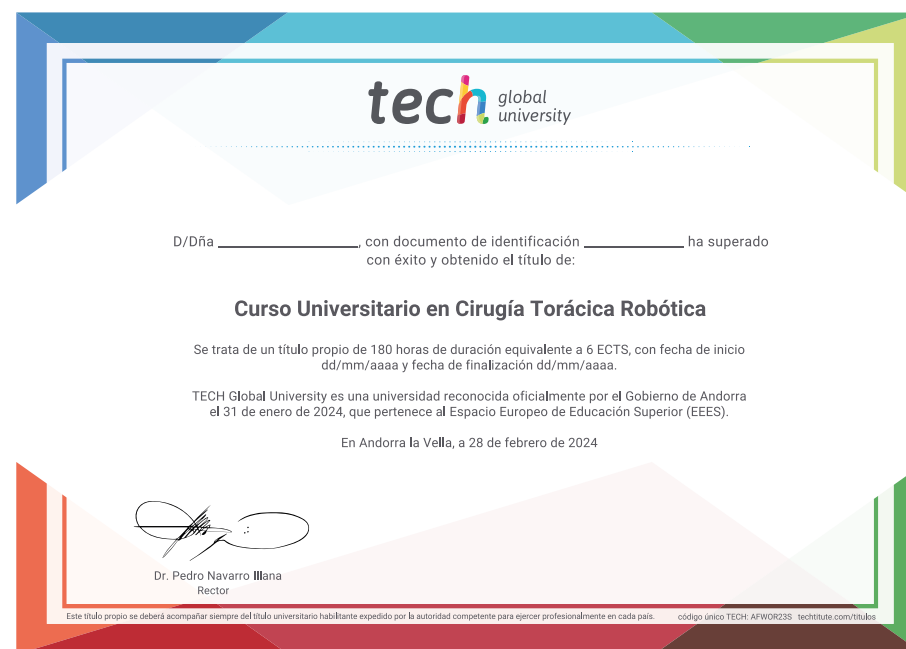 tech global university
D/Dña ____________, con documento de identificación ____________ ha superado
con éxito y obtenido el título de:
Curso Universitario en Cirugía Torácica Robótica
Se trata de un título propio de 180 horas de duración equivalente a 6 ECTS, con fecha de inicio
dd/mm/aaaa y fecha de finalización dd/mm/aaaa.
TECH Global University es una universidad reconocida oficialmente por el Gobierno de Andorra
el 31 de enero de 2024, que pertenece al Espacio Europeo de Educación Superior (EEES).
En Andorra la Vella, a 28 de febrero de 2024
Dr. Pedro Navarro Illana
Rector
Este título propio se deberá acompañar siempre del título universitario habilitante expedido por la autoridad competente para ejercer profesionalmente en cada país. código único TECH: AFWOR23S techtitute.com/titulos